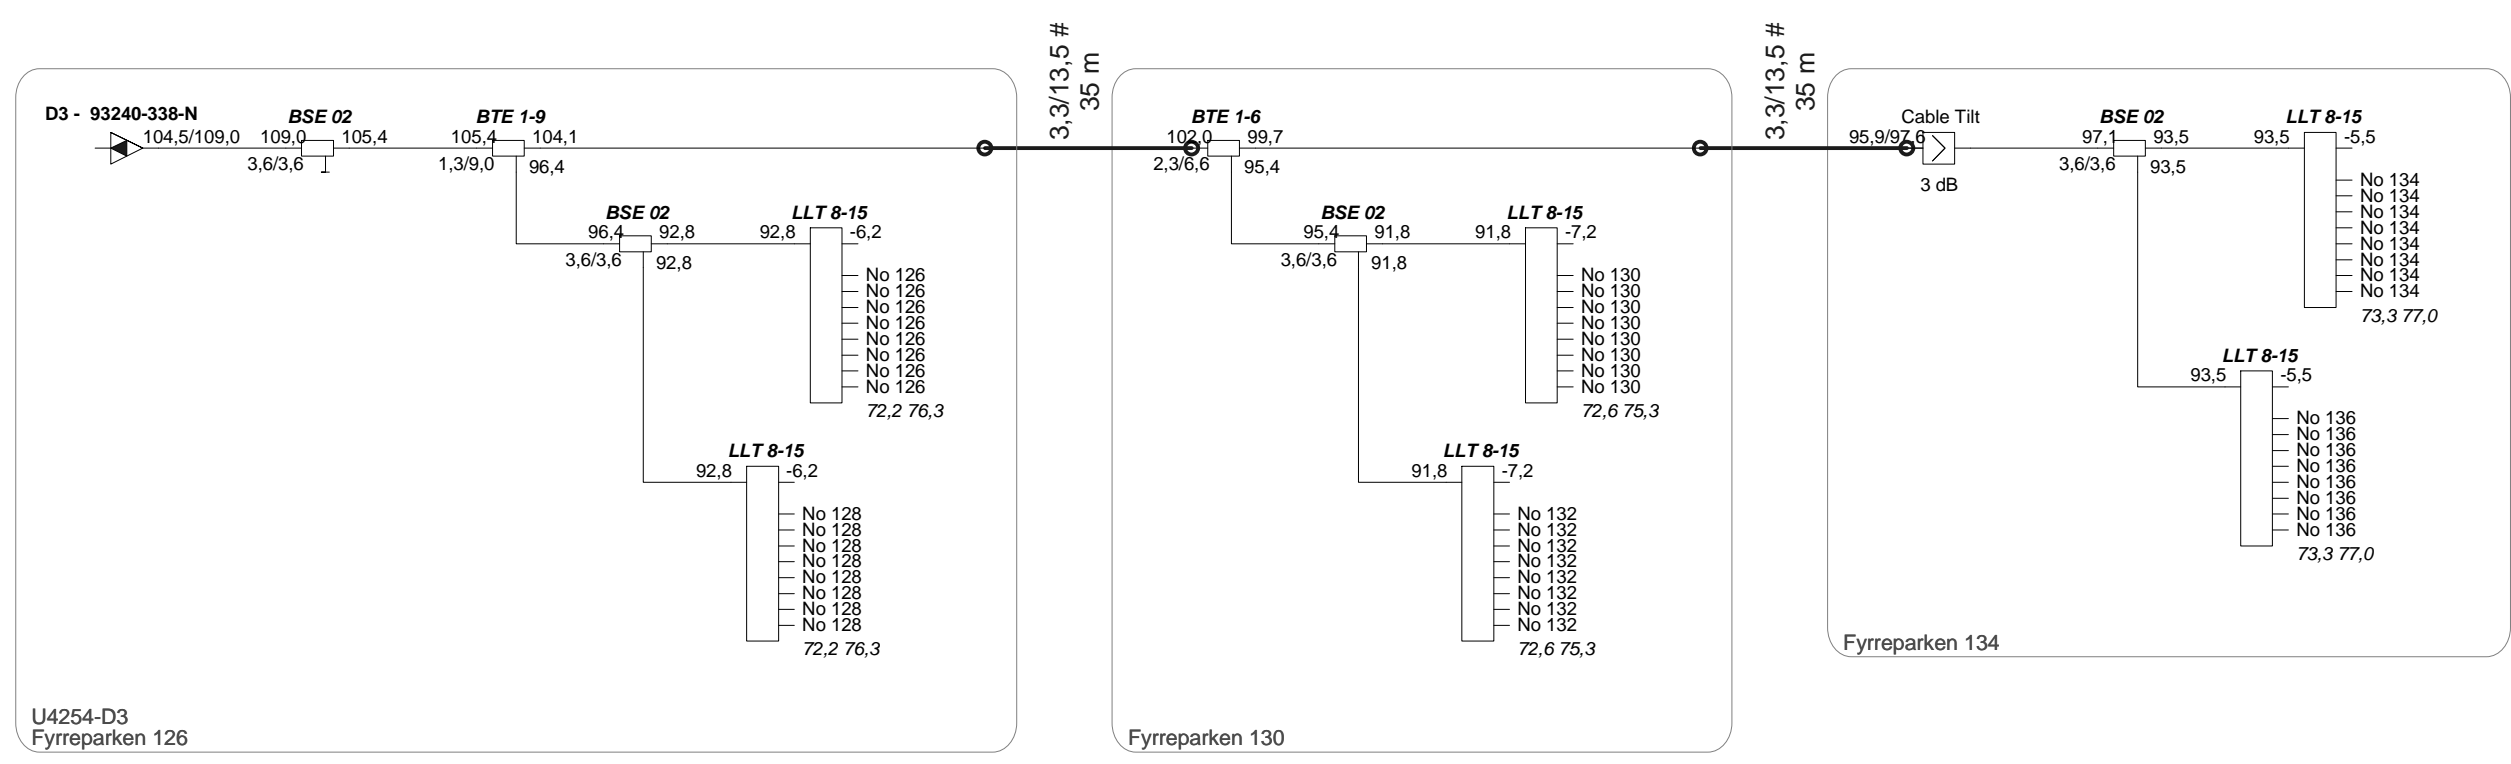 D3 - 93240-338-N
104,5/109,0
BSE 02
109,0
105,4
3,6/3,6
BTE 1-9
105,4
104,1
1,3/9,0
96,4
BSE 02
96,4
92,8
3,6/3,6
92,8
LLT 8-15
92,8
-6,2
No 126
No 126
No 126
No 126
No 126
No 126
No 126
No 126
72,2 76,3
LLT 8-15
92,8
-6,2
No 128
No 128
No 128
No 128
No 128
No 128
No 128
No 128
72,2 76,3
U4254-D3
Fyrreparken 126
3,3/13,5 #
35 m
BTE 1-6
102,0
99,7
2,3/6,6
95,4
BSE 02
95,4
91,8
3,6/3,6
91,8
LLT 8-15
91,8
-7,2
No 130
No 130
No 130
No 130
No 130
No 130
No 130
No 130
72,6 75,3
LLT 8-15
91,8
-7,2
No 132
No 132
No 132
No 132
No 132
No 132
No 132
No 132
72,6 75,3
Fyrreparken 130
3,3/13,5 #
35 m
Cable Tilt
95,9/97,6
3 dB
BSE 02
97,1
93,5
3,6/3,6
93,5
LLT 8-15
93,5
-5,5
No 134
No 134
No 134
No 134
No 134
No 134
No 134
No 134
73,3 77,0
LLT 8-15
93,5
-5,5
No 136
No 136
No 136
No 136
No 136
No 136
No 136
No 136
73,3 77,0
Fyrreparken 134